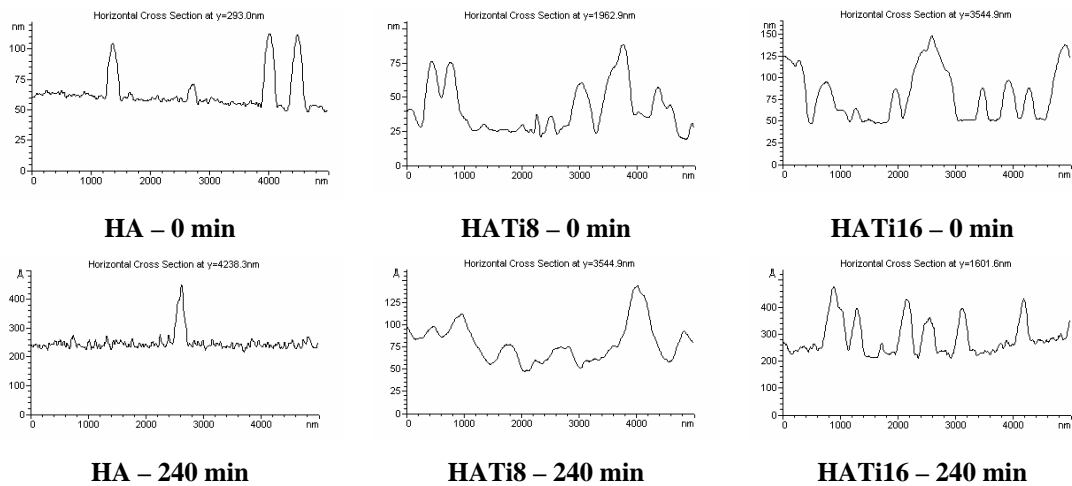 Horizontal Cross Section at y=293.0nm
nm
100
75
50
25
0
0 1000 2000 3000 4000 nm
HA – 0 min
Horizontal Cross Section at y=1962.9nm
nm
100
75
50
25
0
0 1000 2000 3000 4000 nm
HATi8 – 0 min
Horizontal Cross Section at y=3544.9nm
nm
150
125
100
75
50
25
0
0 1000 2000 3000 4000 nm
HATi16 – 0 min
Horizontal Cross Section at y=4238.3nm
Å
400
300
200
100
0
0 1000 2000 3000 4000 nm
HA – 240 min
Horizontal Cross Section at y=3544.9nm
Å
125
100
75
50
25
0
0 1000 2000 3000 4000 nm
HATi8 – 240 min
Horizontal Cross Section at y=1601.6nm
Å
400
300
200
100
0
0 1000 2000 3000 4000 nm
HATi16 – 240 min